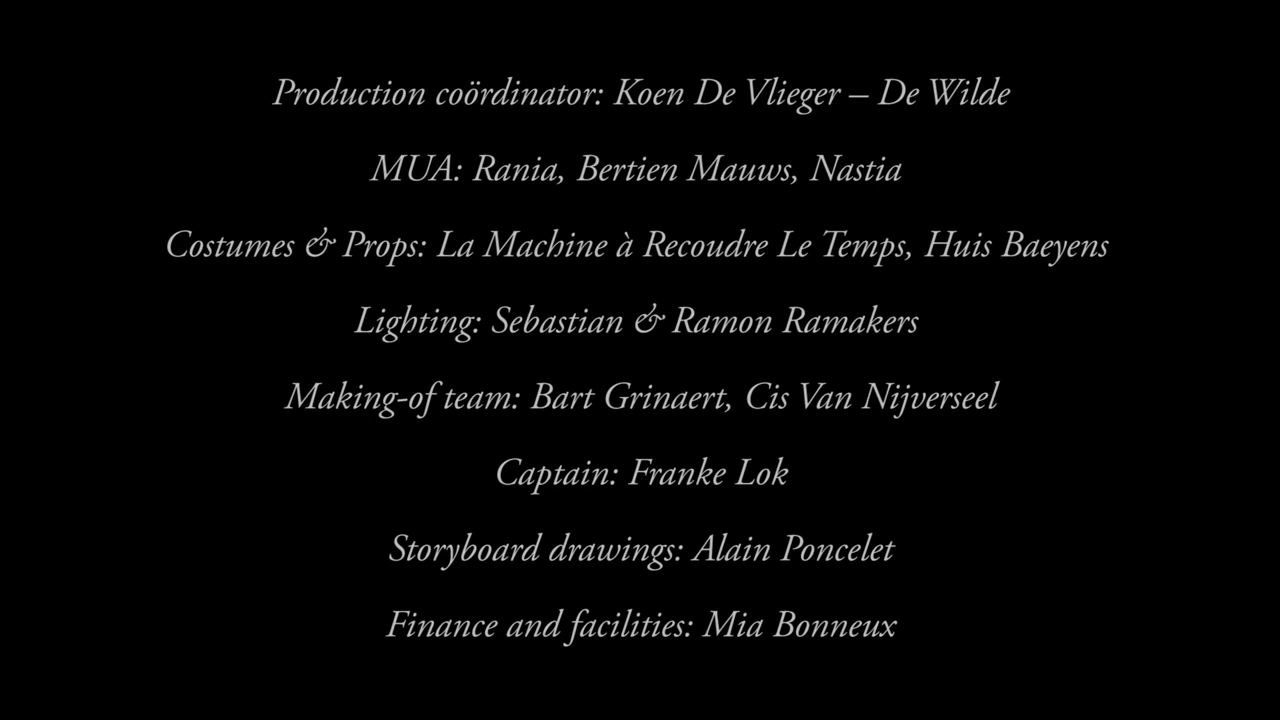 Production coördinator: Koen De Vlieger – De Wilde
MUA: Rania, Bertien Mauws, Nastia
Costumes & Props: La Machine à Recoudre Le Temps, Huis Baeyens
Lighting: Sebastian & Ramon Ramakers
Making-of team: Bart Grinaert, Cis Van Nijverseel
Captain: Franke Lok
Storyboard drawings: Alain Poncelet
Finance and facilities: Mia Bonneux